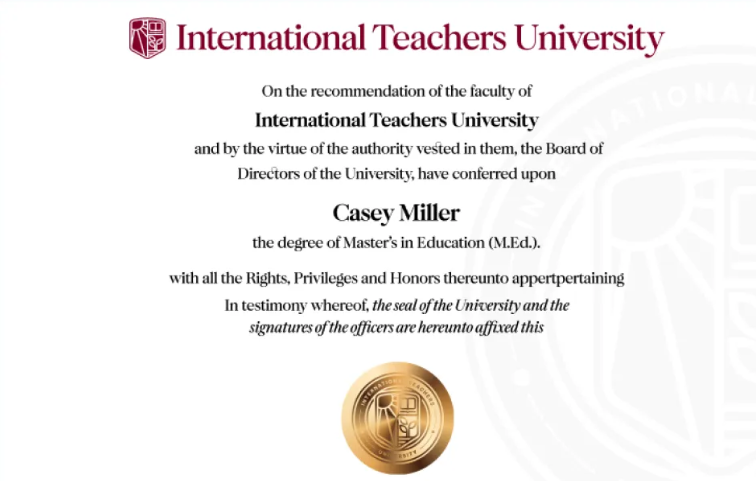 International Teachers University
On the recommendation of the faculty of
International Teachers University
and by the virtue of the authority vested in them, the Board of
Directors of the University, have conferred upon
Casey Miller
the degree of Master's in Education (M.Ed.).
with all the Rights, Privileges and Honors thereunto appertpertaining
In testimony whereof, the seal of the University and the
signatures of the officers are hereunto affixed this
INTERNATIONAL TEACHERS
UNIVERSITY